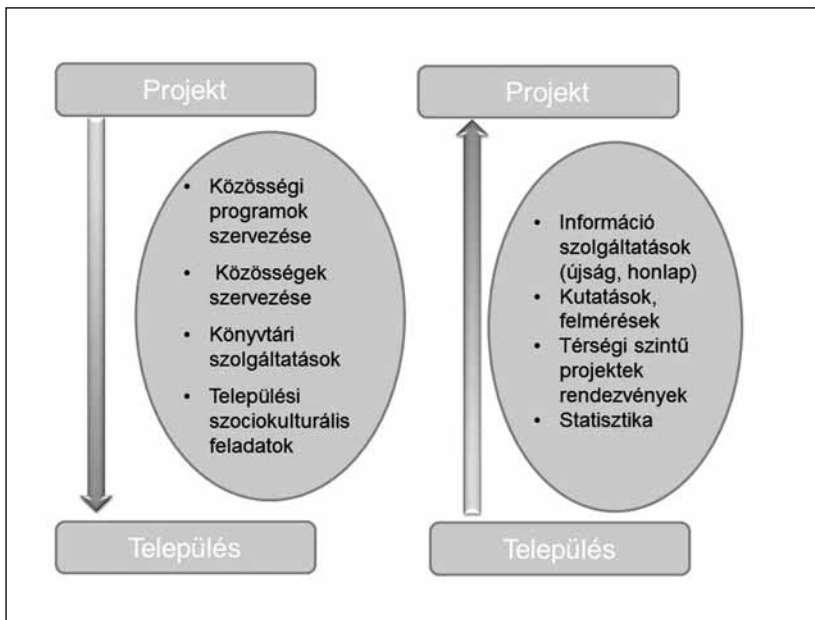 Projekt
• Közösségi
programok
szervezése
• Közösségek
szervezése
• Könyvtári
szolgáltatások
• Települési
szociokulturális
feladatok
Település
Projekt
• Információ
szolgáltatások
(újság, honlap)
• Kutatások,
felmérések
• Térségi szintű
projektek
rendezvények
• Statisztika
Település